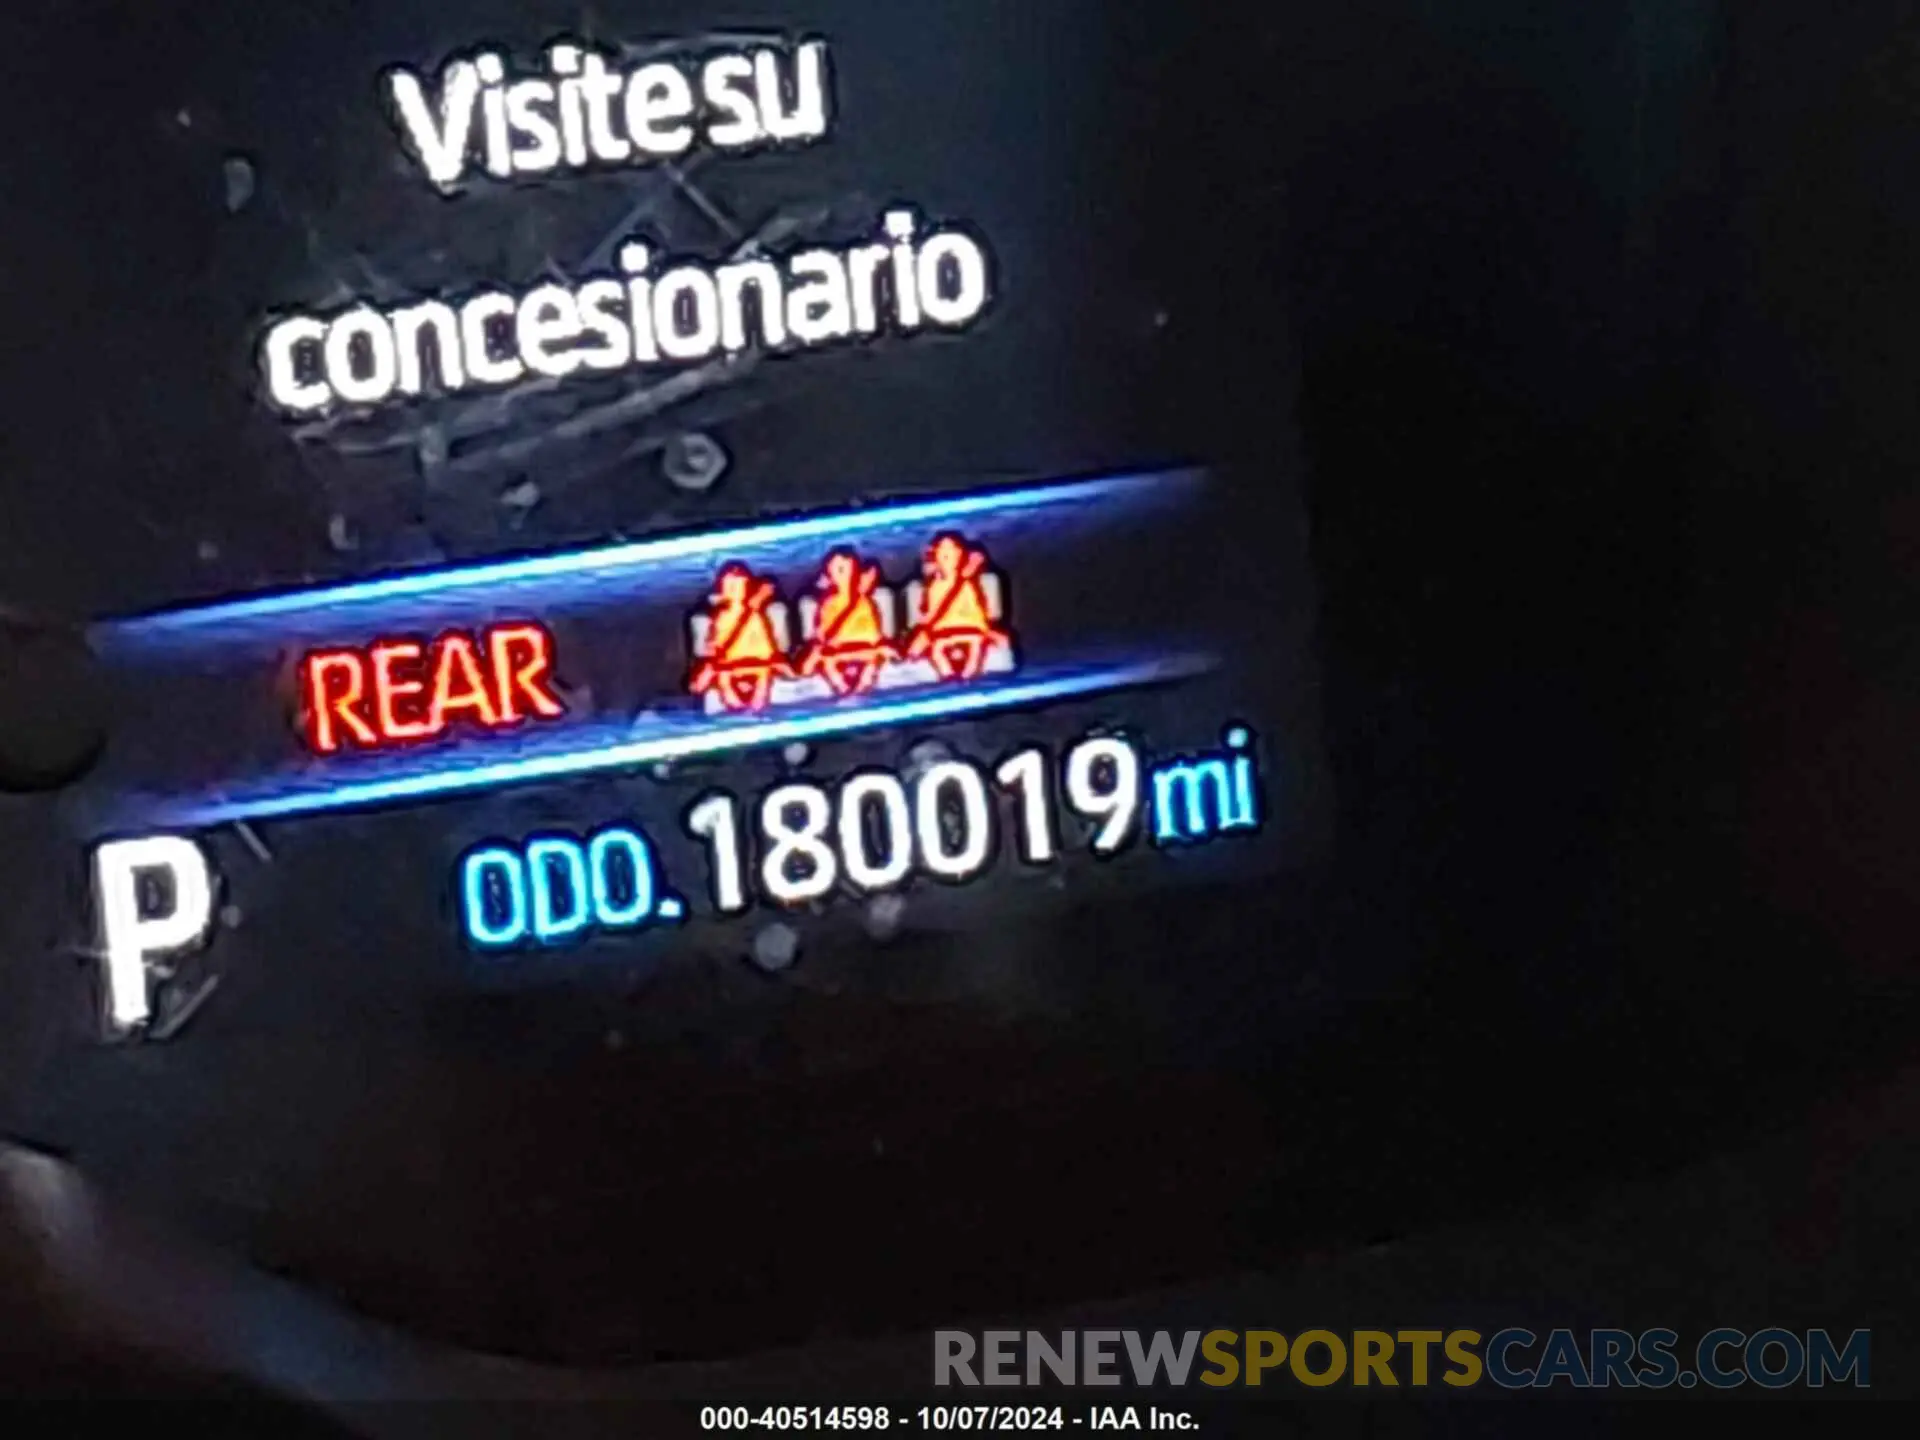 Visite su
concesionario
REAR
P ODO. 180019 mi
RENEWSPORTSCARS.COM
000-40514598 - 10/07/2024 - IAA Inc.